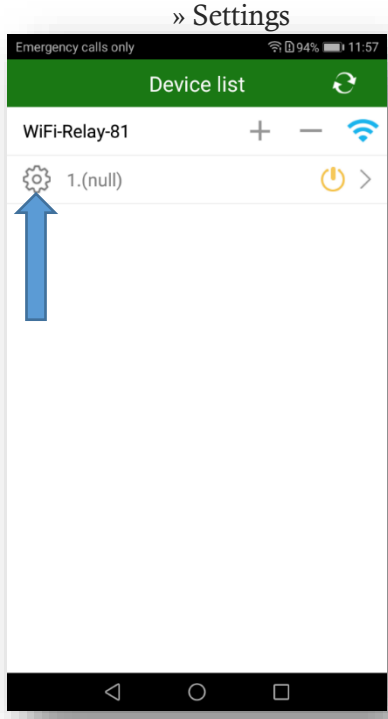 » Settings
Emergency calls only 94% 11:57
Device list
WiFi-Relay-81
1.(null)